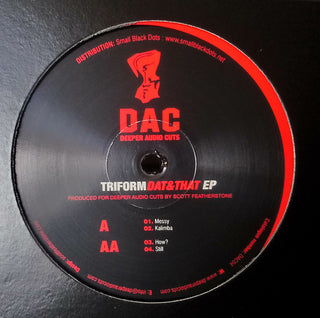 DISTRIBUTION: Small Black Dots : www.smallblackdots.net
DAC
DEEPER AUDIO CUTS
TRIFORM DAT&THAT EP
PRODUCED FOR DEEPER AUDIO CUTS BY SCOTT FEATHERSTONE
A
01. Messy
02. Kalimba
AA
03. How?
04. Still